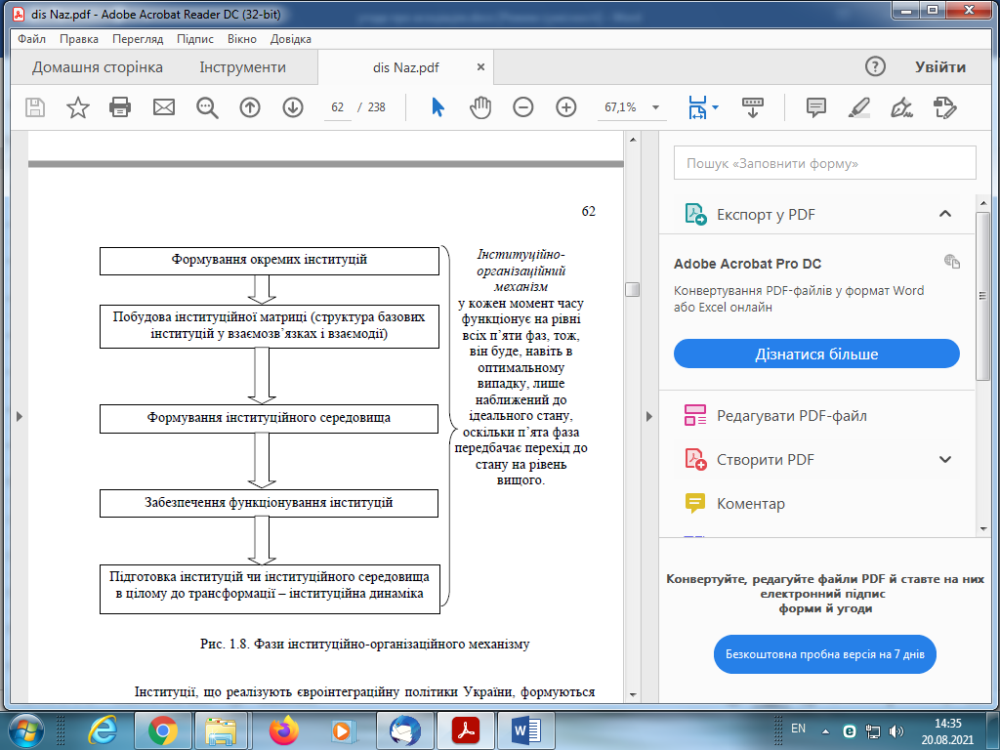 dis Naz.pdf - Adobe Acrobat Reader DC (32-bit)
Файл Правка Перегляд Підпис Вікно Довідка
Домашня сторінка Інструменти dis Naz.pdf × Увійти
62 / 238 67,1%
62
Формування окремих інституцій
Побудова інституційної матриці (структура базових
інституцій у взаємозв’язках і взаємодії)
Формування інституційного середовища
Забезпечення функціонування інституцій
Підготовка інституцій чи інституційного середовища
в цілому до трансформації – інституційна динаміка
Інституційно-
організаційний
механізм
у кожен момент часу
функціонує на рівні
всіх п’яти фаз, тож,
він буде, навіть в
оптимальному
випадку, лише
наближений до
ідеального стану,
оскільки п’ята фаза
передбачає перехід до
стану на рівень
вищого.
Рис. 1.8. Фази інституційно-організаційного механізму
Інституції, що реалізують євроінтеграційну політики України, формуються
Пошук «Заповнити форму»
Експорт у PDF
Adobe Acrobat Pro DC
Конвертування PDF-файлів у формат Word
або Excel онлайн
Дізнатися більше
Редагувати PDF-файл
Створити PDF
Коментар
Конвертуйте, редагуйте файли PDF й ставте на них
електронний підпис
форми й угоди
Безкоштовна пробна версія на 7 днів
EN
14:35
20.08.2021